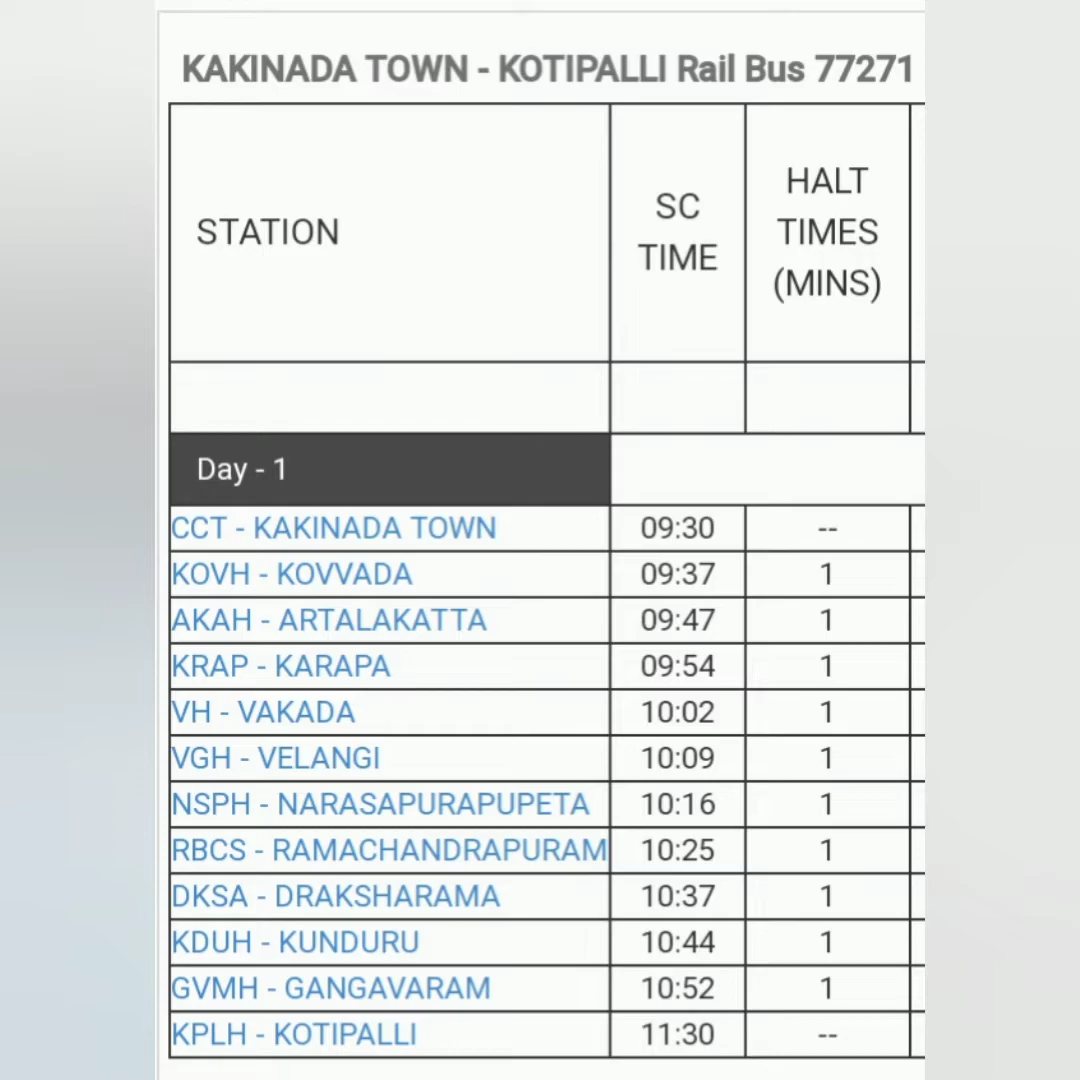 KAKINADA TOWN - KOTIPALLI Rail Bus 77271
STATION SC TIME HALT TIMES (MINS)
Day - 1
CCT - KAKINADA TOWN 09:30 --
KOVH - KOVVADA 09:37 1
AKAH - ARTALAKATTA 09:47 1
KRAP - KARAPA 09:54 1
VH - VAKADA 10:02 1
VGH - VELANGI 10:09 1
NSPH - NARASAPURAPUPETA 10:16 1
RBCS - RAMACHANDRAPURAM 10:25 1
DKSA - DRAKSHARAMA 10:37 1
KDUH - KUNDURU 10:44 1
GVMH - GANGAVARAM 10:52 1
KPLH - KOTIPALLI 11:30 --